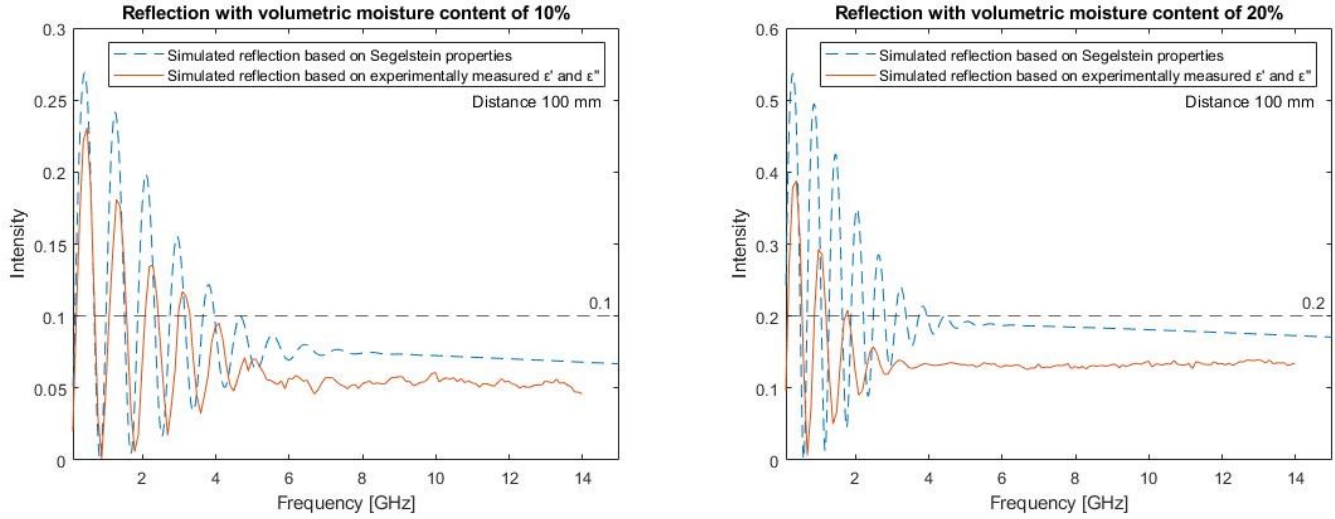 Reflection with volumetric moisture content of 10%
0.3
0.25
0.2
0.15
0.1
0.05
0
Intensity
Simulated reflection based on Segelstein properties
Simulated reflection based on experimentally measured ε' and ε"
Distance 100 mm
0.1
2 4 6 8 10 12 14
Frequency [GHz]
Reflection with volumetric moisture content of 20%
0.6
0.5
0.4
0.3
0.2
0.1
0
Intensity
Simulated reflection based on Segelstein properties
Simulated reflection based on experimentally measured ε' and ε"
Distance 100 mm
0.2
2 4 6 8 10 12 14
Frequency [GHz]